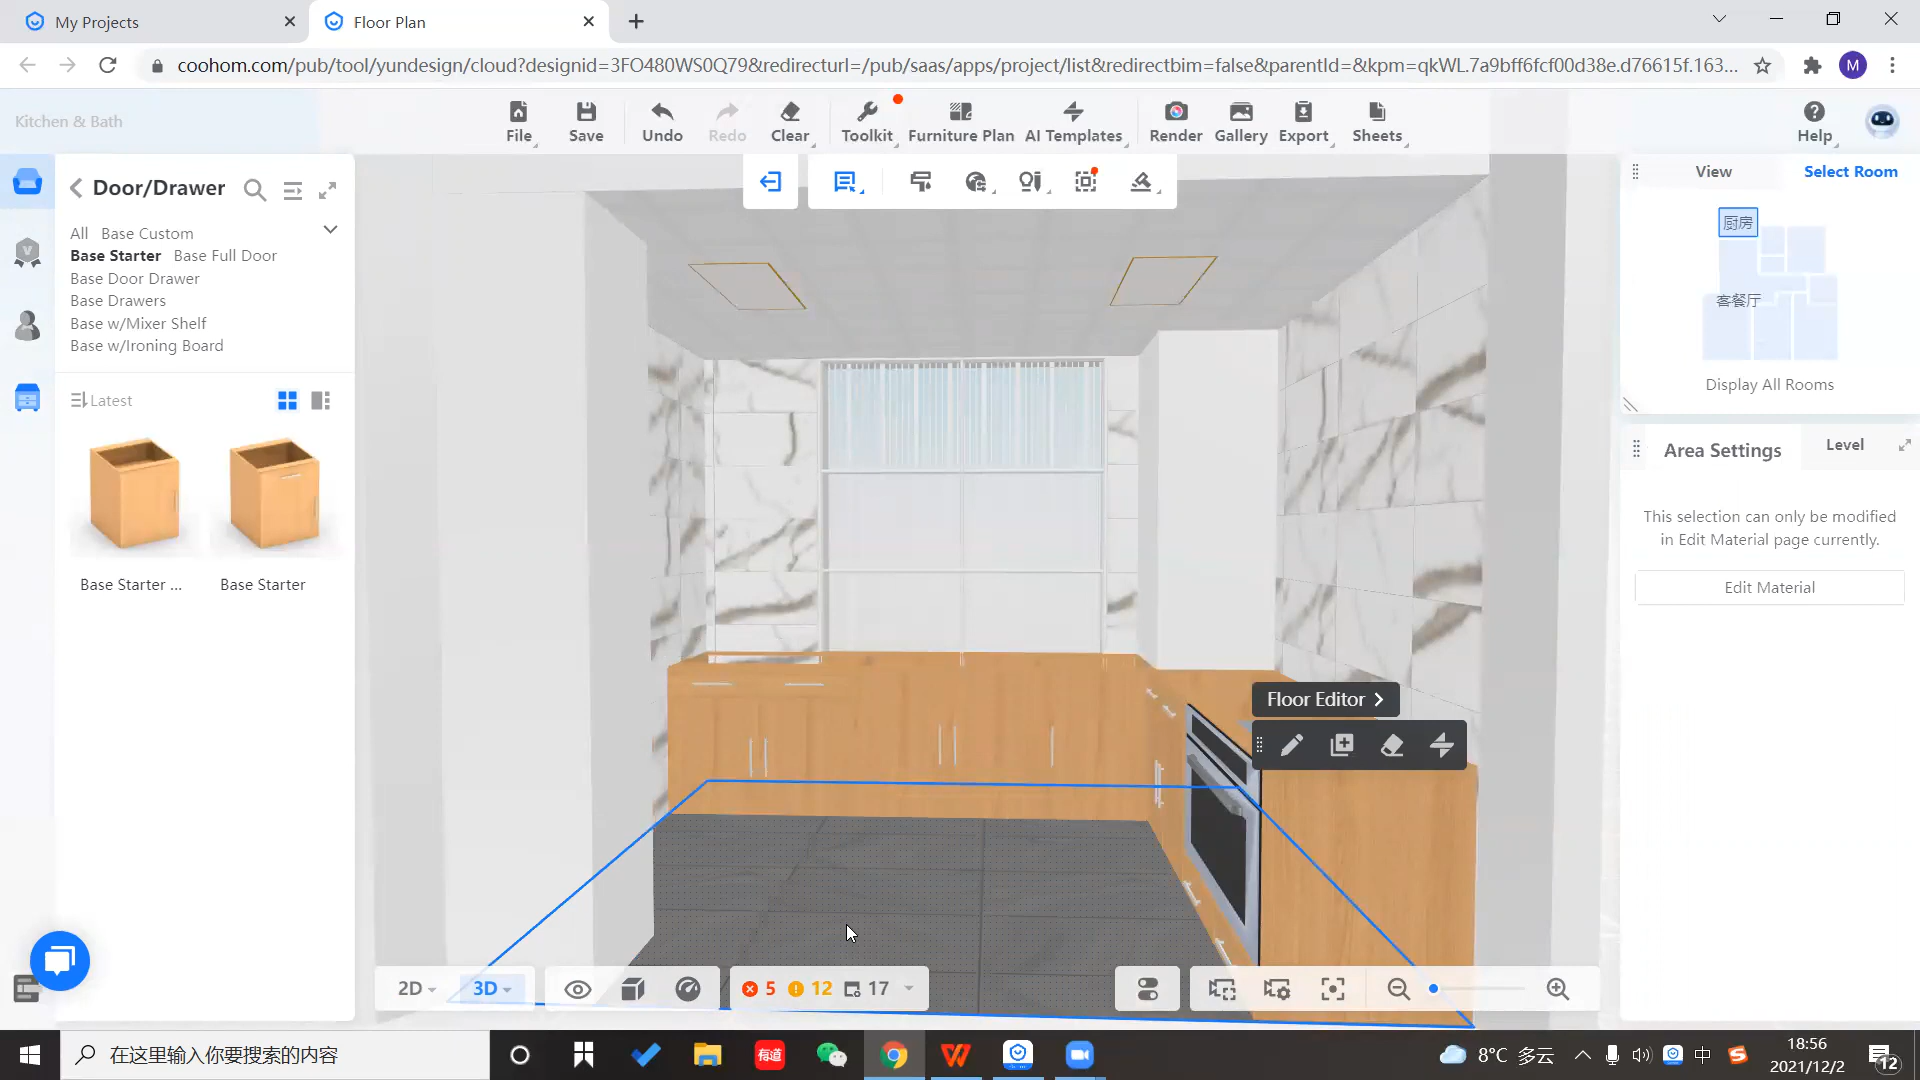 My Projects
Floor Plan
coohom.com/pub/tool/yundesign/cloud?designid=3FO480WS0Q79&redirecturl=/pub/saas/apps/project/list&redirectbim=false&parentId=&kpm=qkWL.7a9bff6fcf00d38e.d76615f.163...
M
Kitchen & Bath
File
Save
Undo
Redo
Clear
Toolkit
Furniture Plan
AI Templates
Render
Gallery
Export
Sheets
Help
Door/Drawer
All Base Custom
Base Starter Base Full Door
Base Door Drawer
Base Drawers
Base w/Mixer Shelf
Base w/Ironing Board
Latest
Base Starter ...
Base Starter
View
Select Room
厨房
客餐厅
Display All Rooms
Area Settings
Level
This selection can only be modified
in Edit Material page currently.
Edit Material
Floor Editor
2D
3D
5
12
17
在这里输入你要搜索的内容
有道
8°C 多云
中
18:56
2021/12/2
12